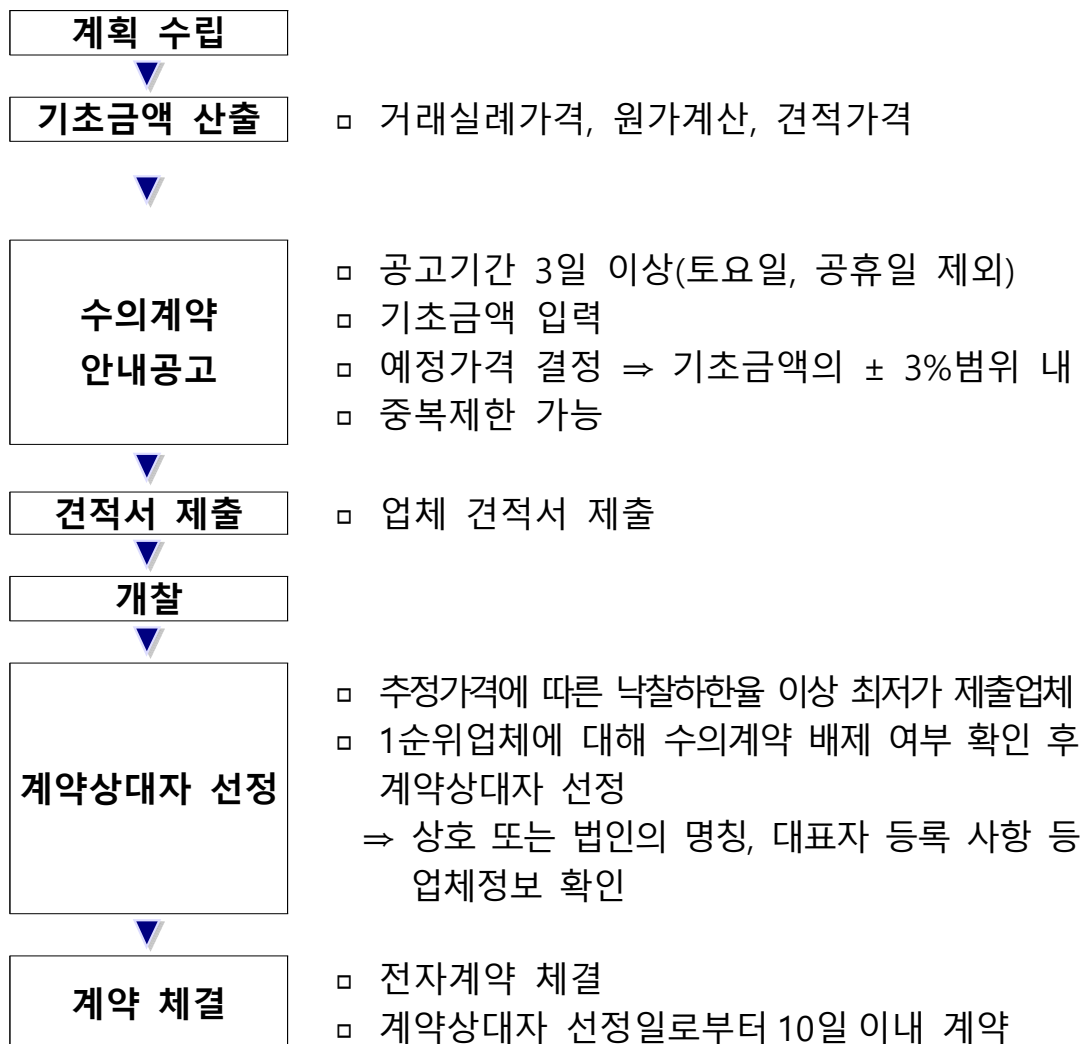 계획 수립
기초금액 산출
▫ 거래실례가격, 원가계산, 견적가격
수의계약
안내공고
▫ 공고기간 3일 이상(토요일, 공휴일 제외)
▫ 기초금액 입력
▫ 예정가격 결정 ⇒ 기초금액의 ± 3%범위 내
▫ 중복제한 가능
견적서 제출
▫ 업체 견적서 제출
개찰
계약상대자 선정
▫ 추정가격에 따른 낙찰하한율 이상 최저가 제출업체
▫ 1순위업체에 대해 수의계약 배제 여부 확인 후
계약상대자 선정
⇒ 상호 또는 법인의 명칭, 대표자 등록 사항 등
업체정보 확인
계약 체결
▫ 전자계약 체결
▫ 계약상대자 선정일로부터 10일 이내 계약